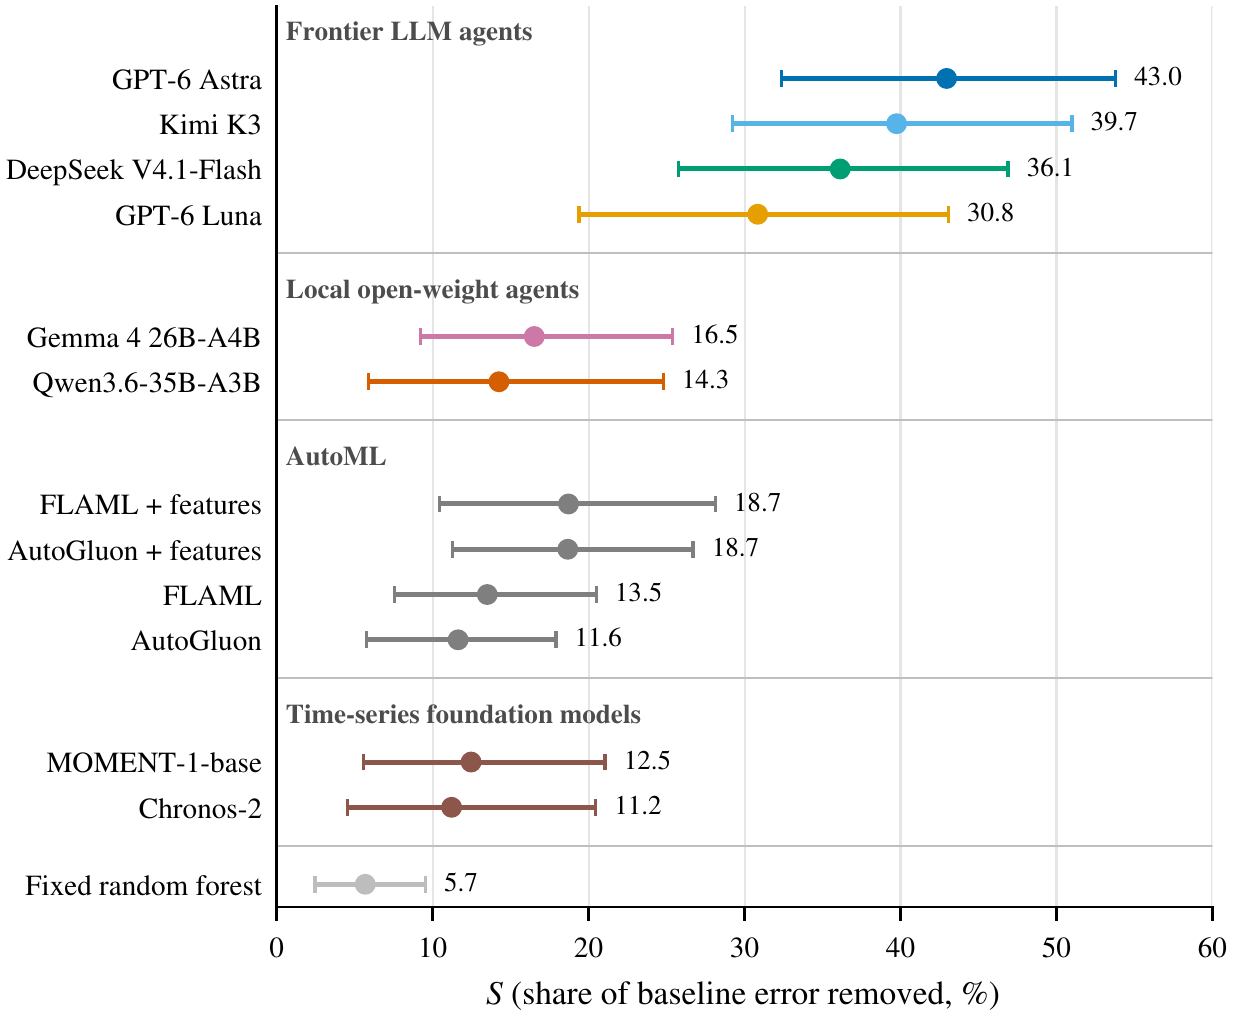 Frontier LLM agents
GPT-6 Astra 43.0
Kimi K3 39.7
DeepSeek V4.1-Flash 36.1
GPT-6 Luna 30.8
Local open-weight agents
Gemma 4 26B-A4B 16.5
Qwen3.6-35B-A3B 14.3
AutoML
FLAML + features 18.7
AutoGluon + features 18.7
FLAML 13.5
AutoGluon 11.6
Time-series foundation models
MOMENT-1-base 12.5
Chronos-2 11.2
Fixed random forest 5.7
0 10 20 30 40 50 60
S (share of baseline error removed, %)